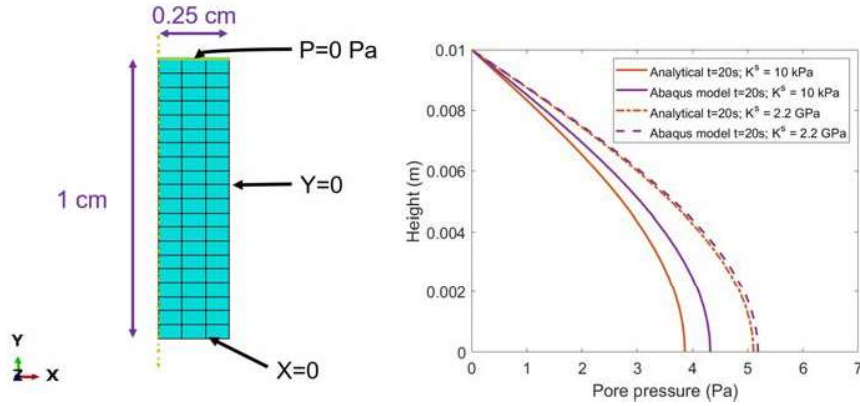 0.25 cm
P=0 Pa
1 cm
Y=0
X=0
Y
Z
X
Analytical t=20s; K^s = 10 kPa
Abaqus model t=20s; K^s = 10 kPa
Analytical t=20s; K^s = 2.2 GPa
Abaqus model t=20s; K^s = 2.2 GPa
0.01
0.008
0.006
0.004
0.002
0
Height (m)
0 1 2 3 4 5 6 7
Pore pressure (Pa)